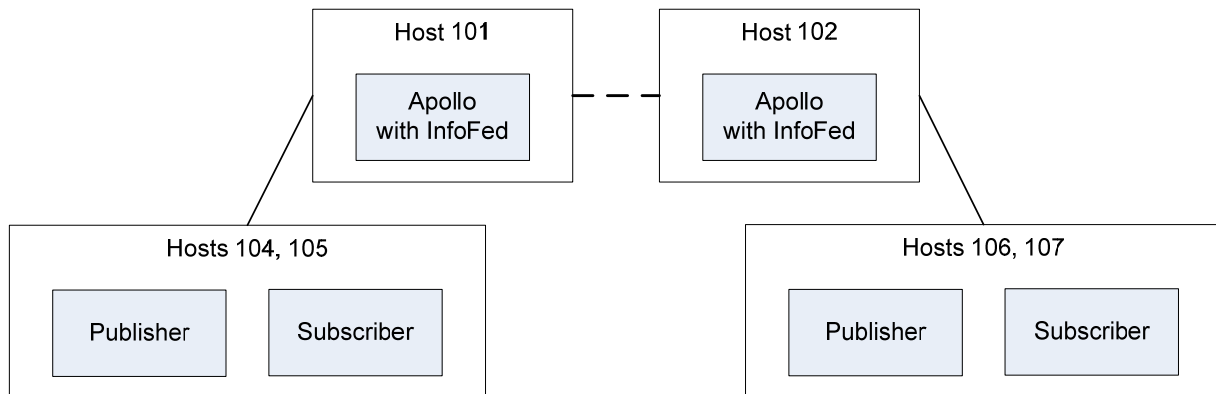 Host 101
Apollo
with InfoFed
Host 102
Apollo
with InfoFed
Hosts 104, 105
Publisher
Subscriber
Hosts 106, 107
Publisher
Subscriber